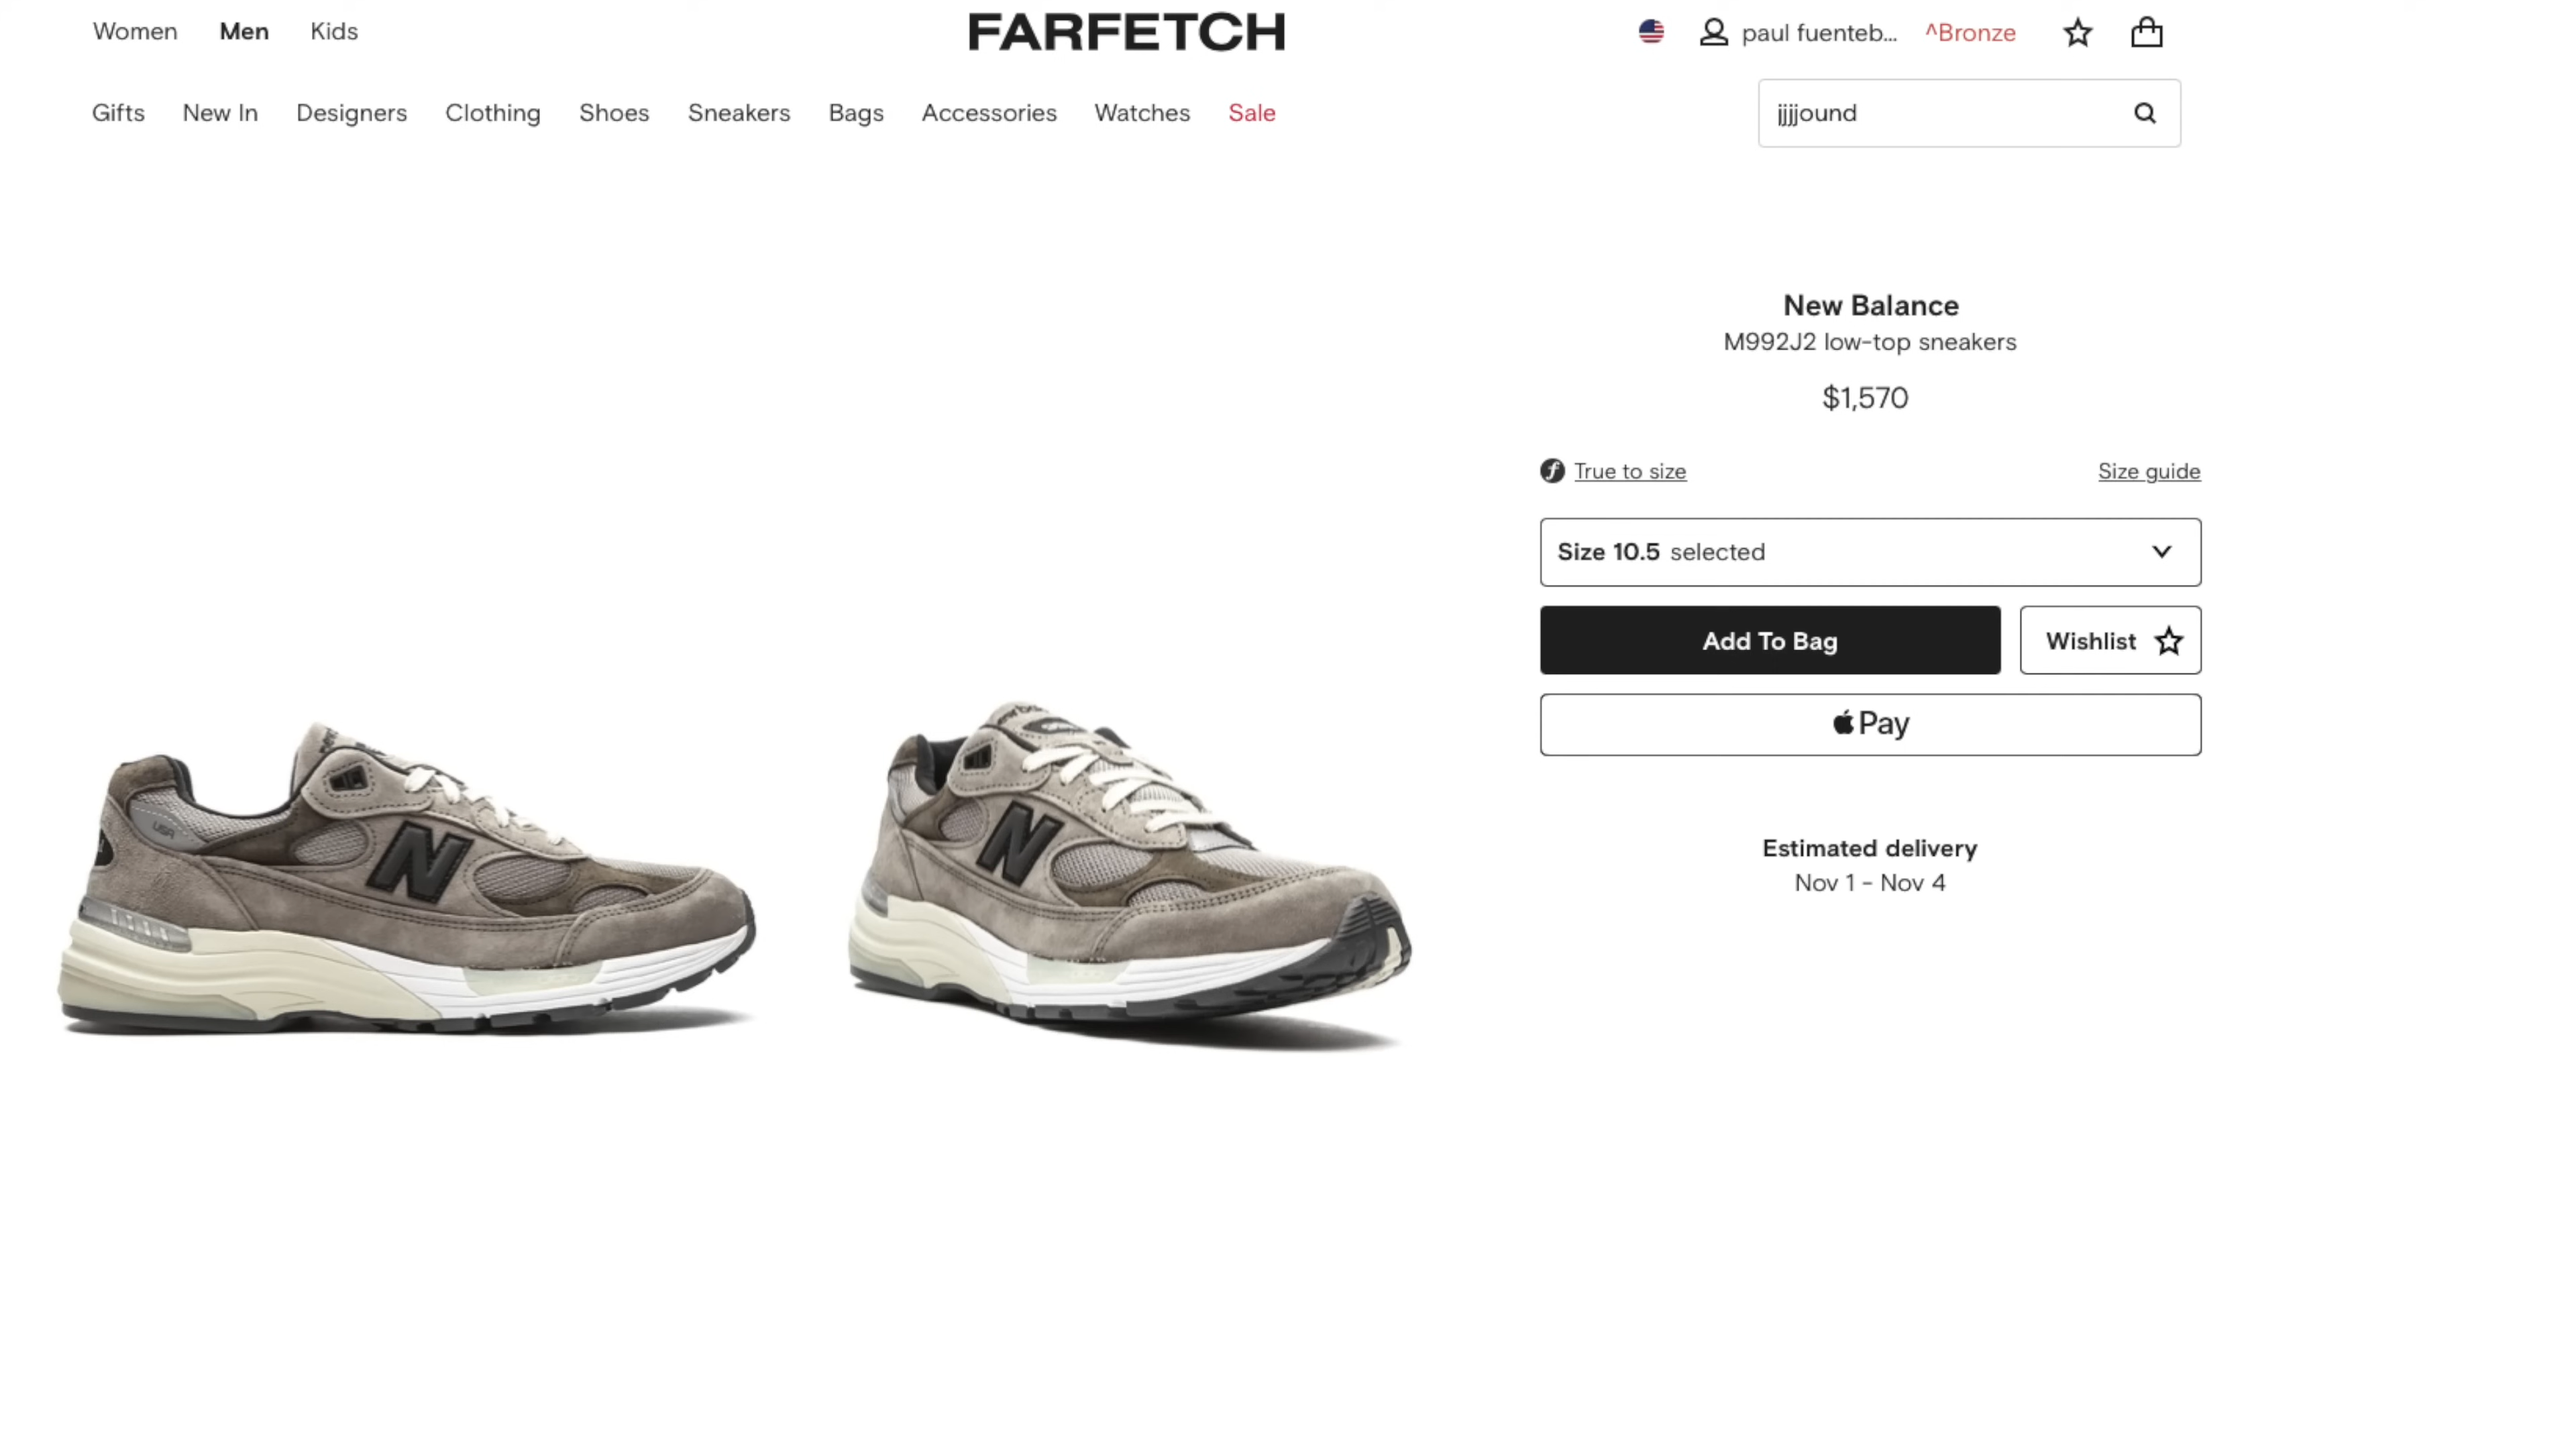 Women Men Kids
FARFETCH
paul fuenteb... ^Bronze
Gifts New In Designers Clothing Shoes Sneakers Bags Accessories Watches Sale
jjjjound
New Balance
M992J2 low-top sneakers
$1,570
True to size
Size guide
Size 10.5 selected
Add To Bag
Wishlist
Pay
Estimated delivery
Nov 1 - Nov 4
USA
N
N